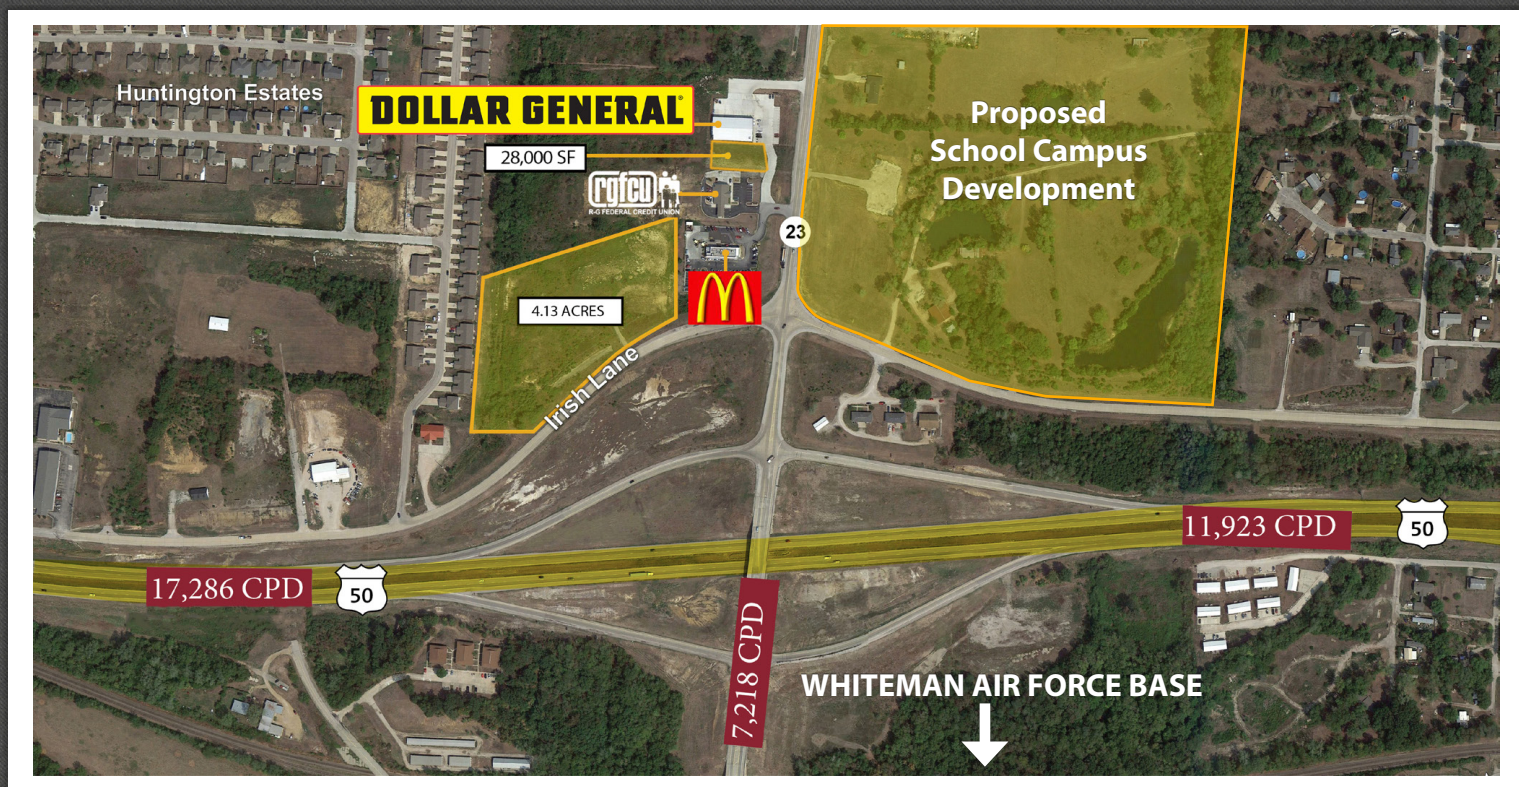 Huntington Estates
DOLLAR GENERAL®
28,000 SF
rgfcu
R-G FEDERAL CREDIT UNION
Proposed
School Campus
Development
23
4.13 ACRES
Irish Lane
11,923 CPD
50
17,286 CPD
50
7,218 CPD
WHITEMAN AIR FORCE BASE